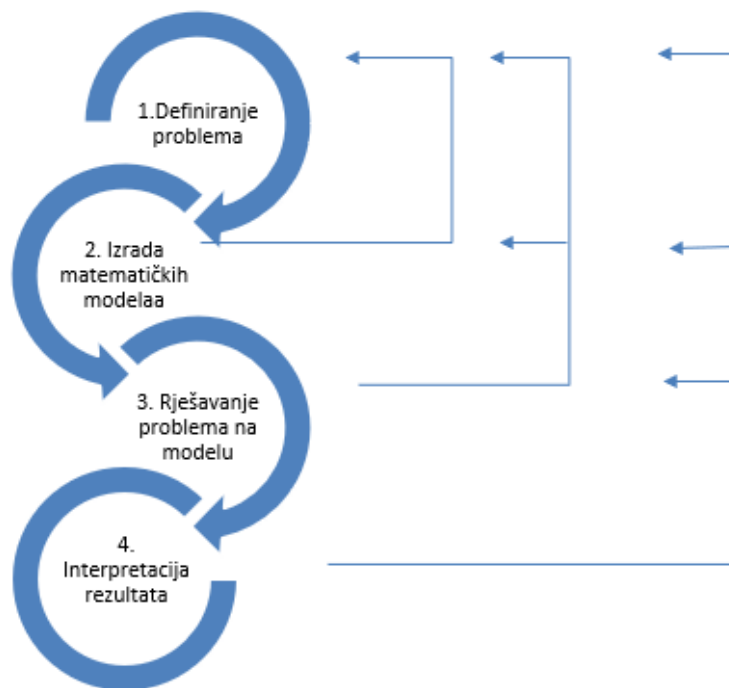 1.Definiranje
problema
2. Izrada
matematičkih
modelaa
3. Rješavanje
problema na
modelu
4.
Interpretacija
rezultata